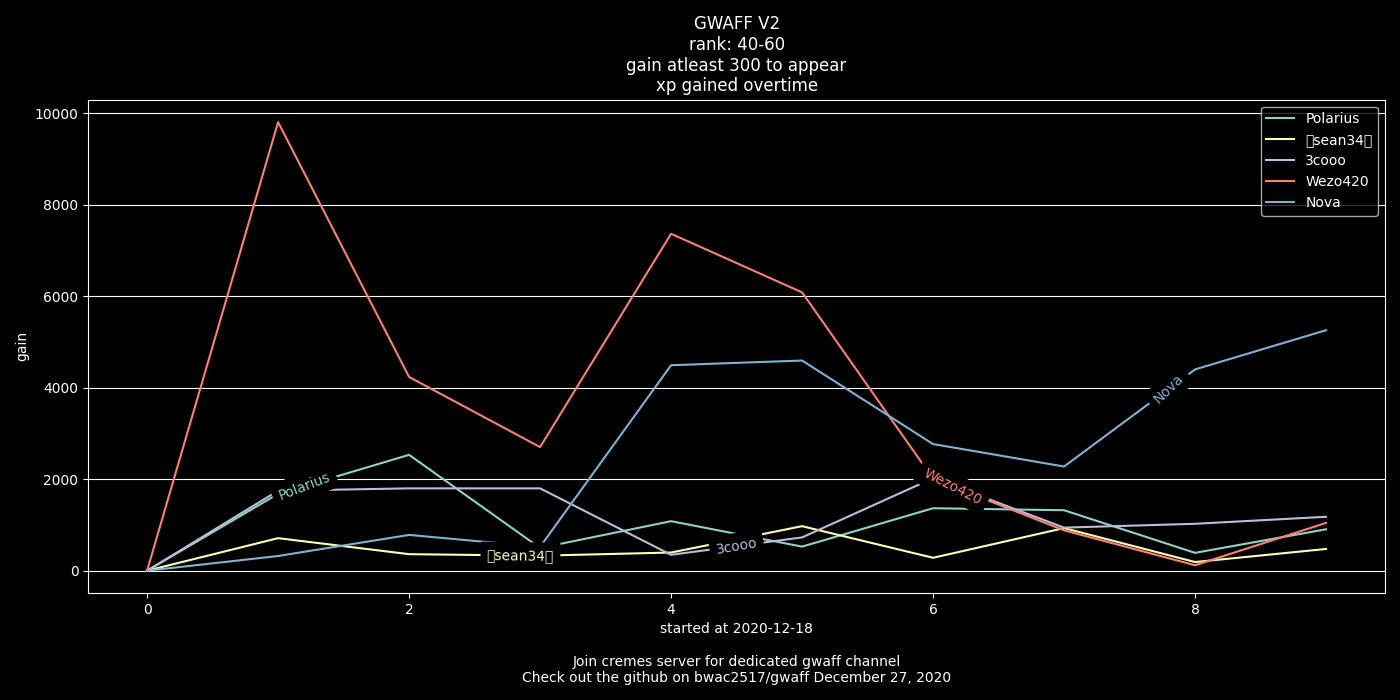 GWAFF V2
rank: 40-60
gain atleast 300 to appear
xp gained overtime
10000
8000
6000
4000
2000
0
gain
Polarius
sean34
3cooo
Wezo420
Nova
Polarius
sean34
3cooo
Wezo420
Nova
0
2
4
6
8
started at 2020-12-18
Join cremes server for dedicated gwaff channel
Check out the github on bwac2517/gwaff December 27, 2020